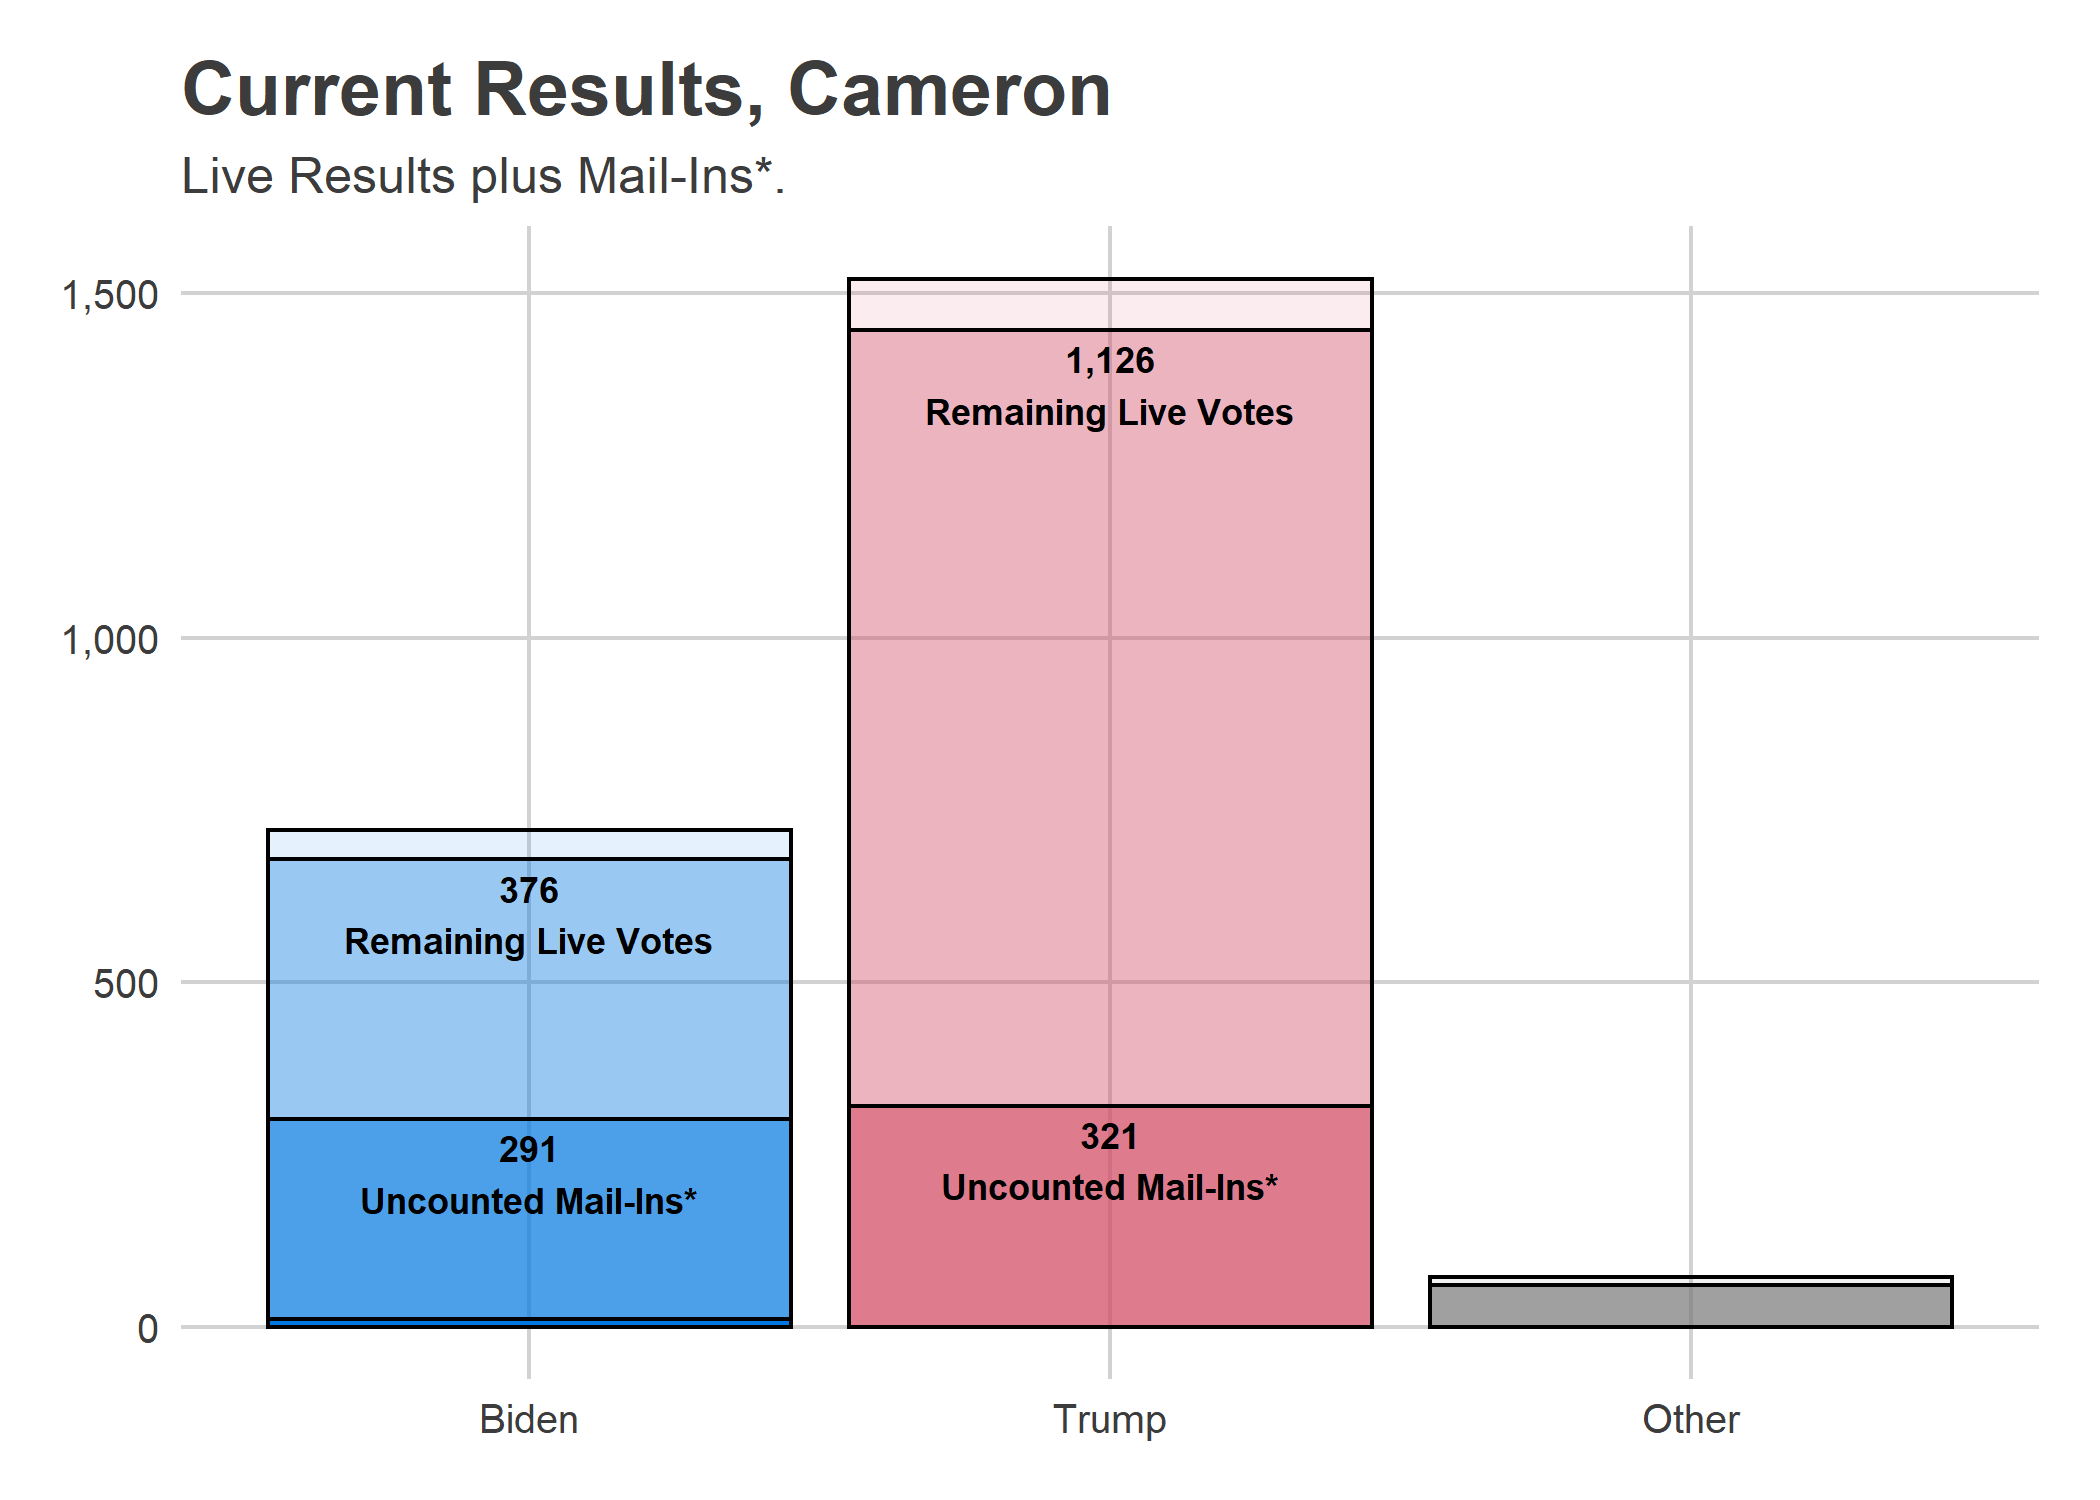 Current Results, Cameron
Live Results plus Mail-Ins*.
1,500
1,000
500
0
1,126
Remaining Live Votes
376
Remaining Live Votes
291
Uncounted Mail-Ins*
321
Uncounted Mail-Ins*
Biden
Trump
Other